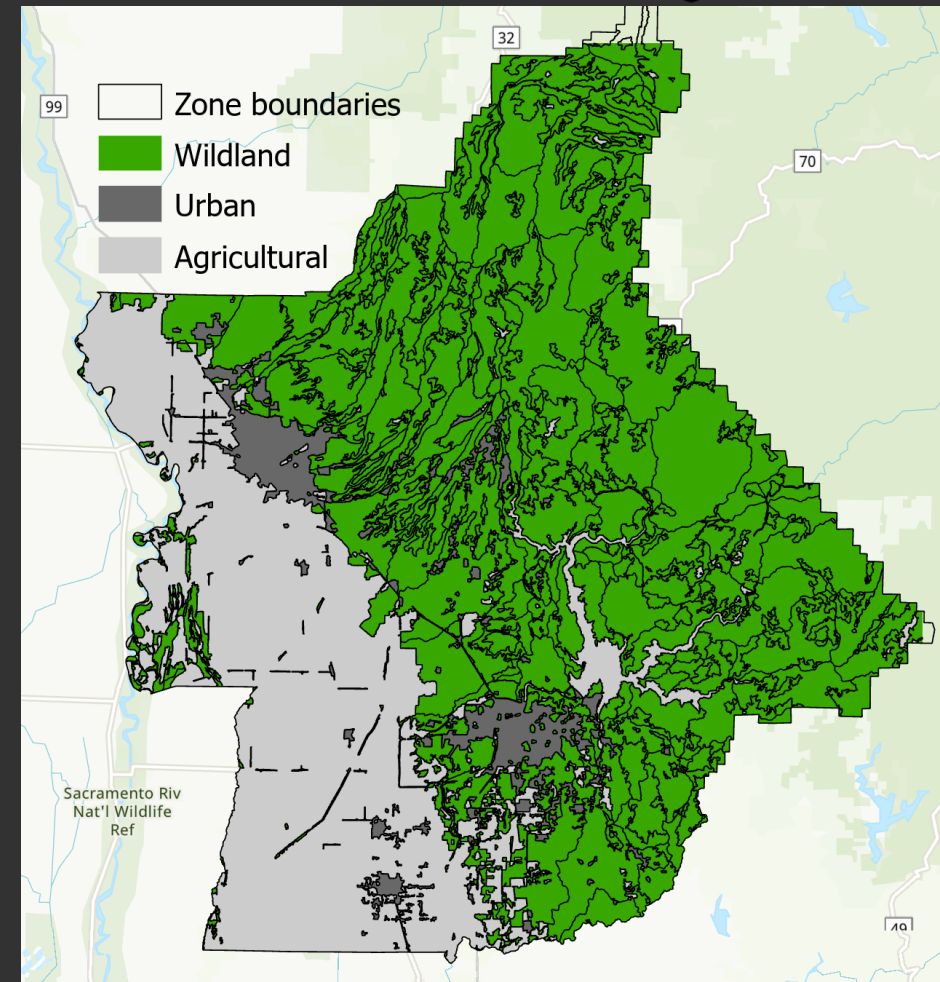 32
99
Zone boundaries
Wildland
70
Urban
Agricultural
Sacramento Riv
Nat'l Wildlife
Ref
49